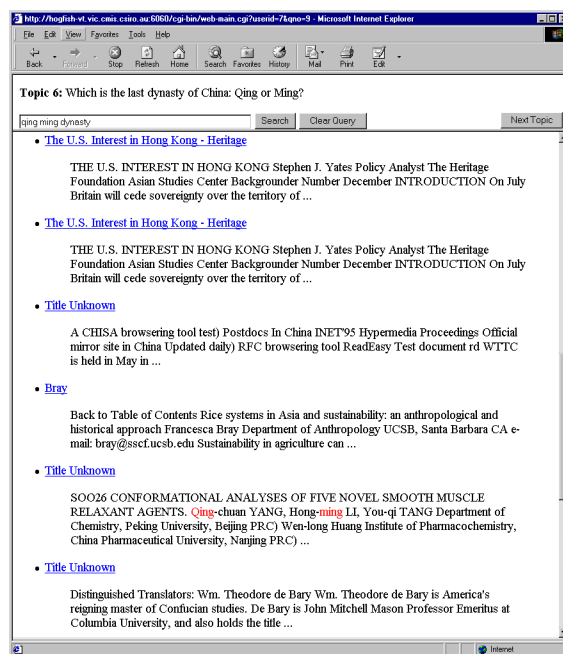 http://hogfish-vt.vic.cmis.csiro.au:6060/cgi-bin/web-main.cgi?userid=7&qno=9 - Microsoft Internet Explorer
File Edit View Favorites Tools Help
Back Forward Stop Refresh Home Search Favorites History Mail Print Edit
Topic 6: Which is the last dynasty of China: Qing or Ming?
qing ming dynasty Search Clear Query Next Topic
The U.S. Interest in Hong Kong - Heritage
THE U.S. INTEREST IN HONG KONG Stephen J. Yates Policy Analyst The Heritage
Foundation Asian Studies Center Backgrounder Number December INTRODUCTION On July
Britain will cede sovereignty over the territory of ...
The U.S. Interest in Hong Kong - Heritage
THE U.S. INTEREST IN HONG KONG Stephen J. Yates Policy Analyst The Heritage
Foundation Asian Studies Center Backgrounder Number December INTRODUCTION On July
Britain will cede sovereignty over the territory of ...
Title Unknown
A CHISA browsering tool test) Postdocs In China INET'95 Hypermedia Proceedings Official
mirror site in China Updated daily) RFC browsering tool ReadEasy Test document rd WTTC
is held in May in ...
Bray
Back to Table of Contents Rice systems in Asia and sustainability: an anthropological and
historical approach Francesca Bray Department of Anthropology UCSB, Santa Barbara CA e-
mail: bray@sscf.ucsb.edu Sustainability in agriculture can ...
Title Unknown
SOO26 CONFORMATIONAL ANALYSES OF FIVE NOVEL SMOOTH MUSCLE
RELAXANT AGENTS. Qing-chuan YANG, Hong-ming LI, You-qi TANG Department of
Chemistry, Peking University, Beijing PRC) Wen-long Huang Institute of Pharmacochemistry,
China Pharmaceutical University, Nanjing PRC) ...
Title Unknown
Distinguished Translators: Wm. Theodore de Bary Wm. Theodore de Bary is America's
reigning master of Confucian studies. De Bary is John Mitchell Mason Professor Emeritus at
Columbia University, and also holds the title ...
Internet